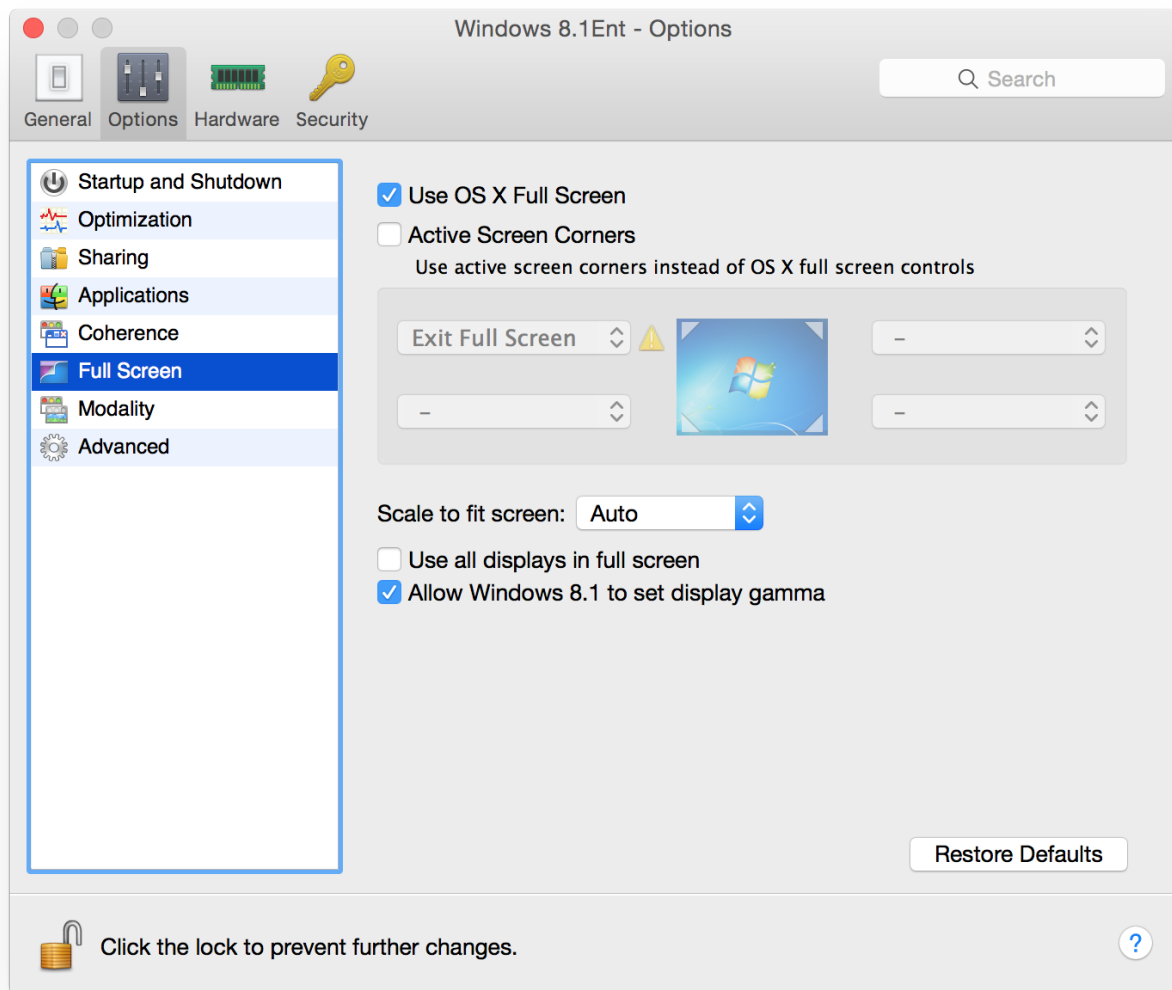 Windows 8.1Ent - Options
General
Options
Hardware
Security
Search
Startup and Shutdown
Optimization
Sharing
Applications
Coherence
Full Screen
Modality
Advanced
Use OS X Full Screen
Active Screen Corners
Use active screen corners instead of OS X full screen controls
Exit Full Screen
–
–
–
Scale to fit screen: Auto
Use all displays in full screen
Allow Windows 8.1 to set display gamma
Restore Defaults
Click the lock to prevent further changes.
?